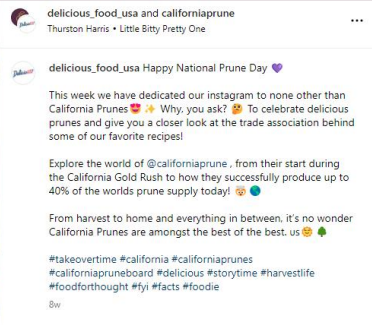 delicious_food_usa and californiaprune
Thurston Harris • Little Bitty Pretty One
delicious_food_usa Happy National Prune Day 💜
This week we have dedicated our instagram to none other than
California Prunes😍✨ Why, you ask? 🤔 To celebrate delicious
prunes and give you a closer look at the trade association behind
some of our favorite recipes!
Explore the world of @californiaprune , from their start during
the California Gold Rush to how they successfully produce up to
40% of the worlds prune supply today! 🤯 🌎
From harvest to home and everything in between, it's no wonder
California Prunes are amongst the best of the best. us😋 🌳
#takeovertime #california #californiaprunes
#californiapruneboard #delicious #storytime #harvestlife
#foodforthought #fyi #facts #foodie
8w